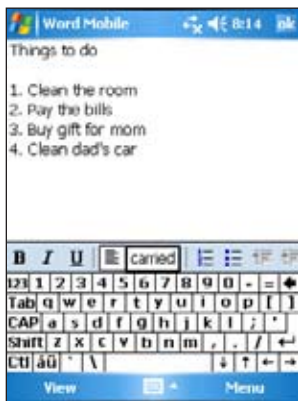 Word Mobile 8:14 ok
Things to do
1. Clean the room
2. Pay the bills
3. Buy gift for mom
4. Clean dad's car
B I U carried
123 1 2 3 4 5 6 7 8 9 0 - =
Tab q w e r t y u i o p [ ]
CAP a s d f g h j k l ; '
Shift z x c v b n m , . /
Ctl áü ` \
View Menu